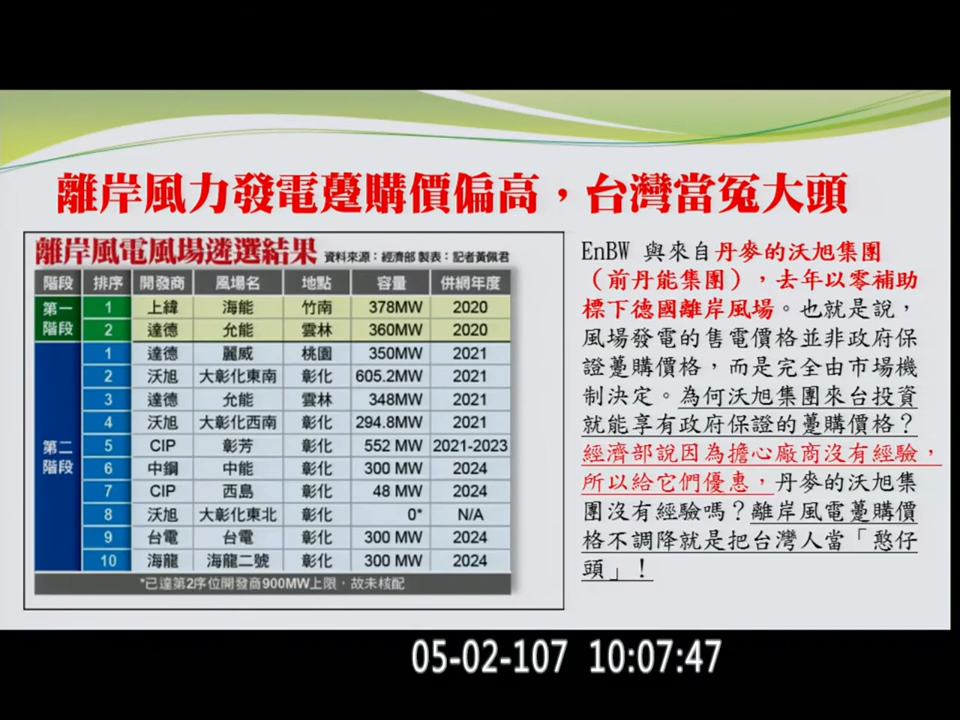 離岸風力發電躉購價偏高，台灣當冤大頭
離岸風電風場遴選結果 資料來源：經濟部 製表：記者黃佩君
階段 排序 開發商 風場名 地點 容量 供網年度
第一階段 1 上緯 海能 竹南 378MW 2020
2 達德 允能 雲林 360MW 2020
第二階段 1 達德 麗威 桃園 350MW 2021
2 沃旭 大彰化東南 彰化 605.2MW 2021
3 達德 允能 彰化 348MW 2021
4 沃旭 大彰化西南 彰化 294.8MW 2021
5 CIP 彰芳 彰化 552 MW 2021-2023
6 中鋼 中能 彰化 300 MW 2024
7 CIP 西島 彰化 48 MW 2024
8 沃旭 大彰化東北 彰化 0* N/A
9 台電 台電 彰化 300 MW 2024
10 海龍 海龍二號 彰化 300 MW 2024
*已達第2序位開發商900MW上限，故未核配
EnBW 與來自丹麥的沃旭集團
（前丹能集團），去年以零補助
標下德國離岸風場。也就是說，
風場發電的售電價格並非政府保
證躉購價格，而是完全由市場機
制決定。為何沃旭集團來台投資
就能享有政府保證的躉購價格？
經濟部說因為擔心廠商沒有經驗，
所以給它們優惠，丹麥的沃旭集
團沒有經驗嗎？離岸風電躉購價
格不調降就是把台灣人當「憨仔
頭」！
05-02-107 10:07:47